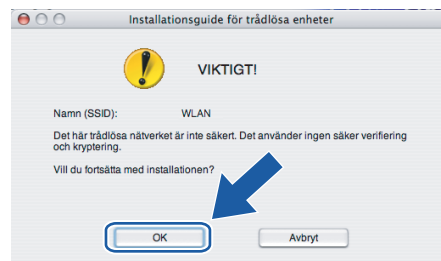 Installationsguide för trådlösa enheter
VIKTIGT!
Namn (SSID): WLAN
Det här trådlösa nätverket är inte säkert. Det använder ingen säker verifiering
och kryptering.
Vill du fortsätta med installationen?
OK Avbryt